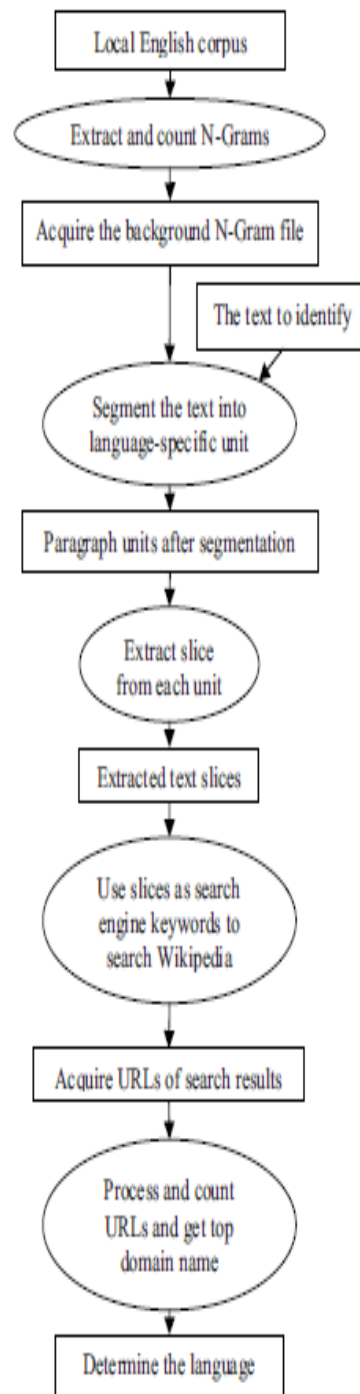 Local English corpus
Extract and count N-Grams
Acquire the background N-Gram file
The text to identify
Segment the text into
language-specific unit
Paragraph units after segmentation
Extract slice
from each unit
Extracted text slices
Use slices as search
engine keywords to
search Wikipedia
Acquire URLs of search results
Process and count
URLs and get top
domain name
Determine the language